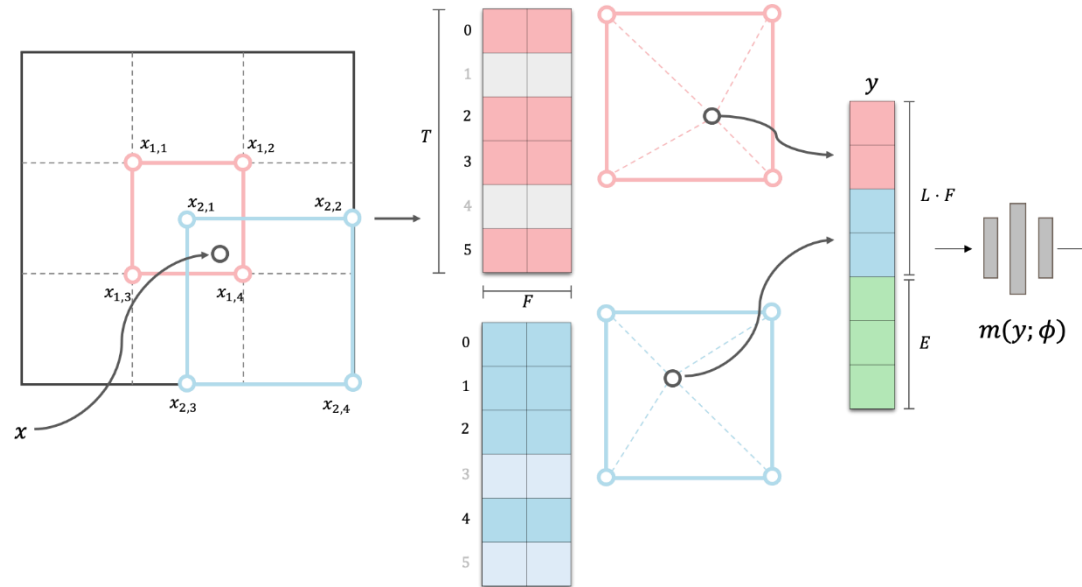 x
x₁,₁
x₁,₂
x₁,₃
x₁,₄
x₂,₁
x₂,₂
x₂,₃
x₂,₄
T
0
1
2
3
4
5
F
0
1
2
3
4
5
y
L · F
E
m(y; ϕ)